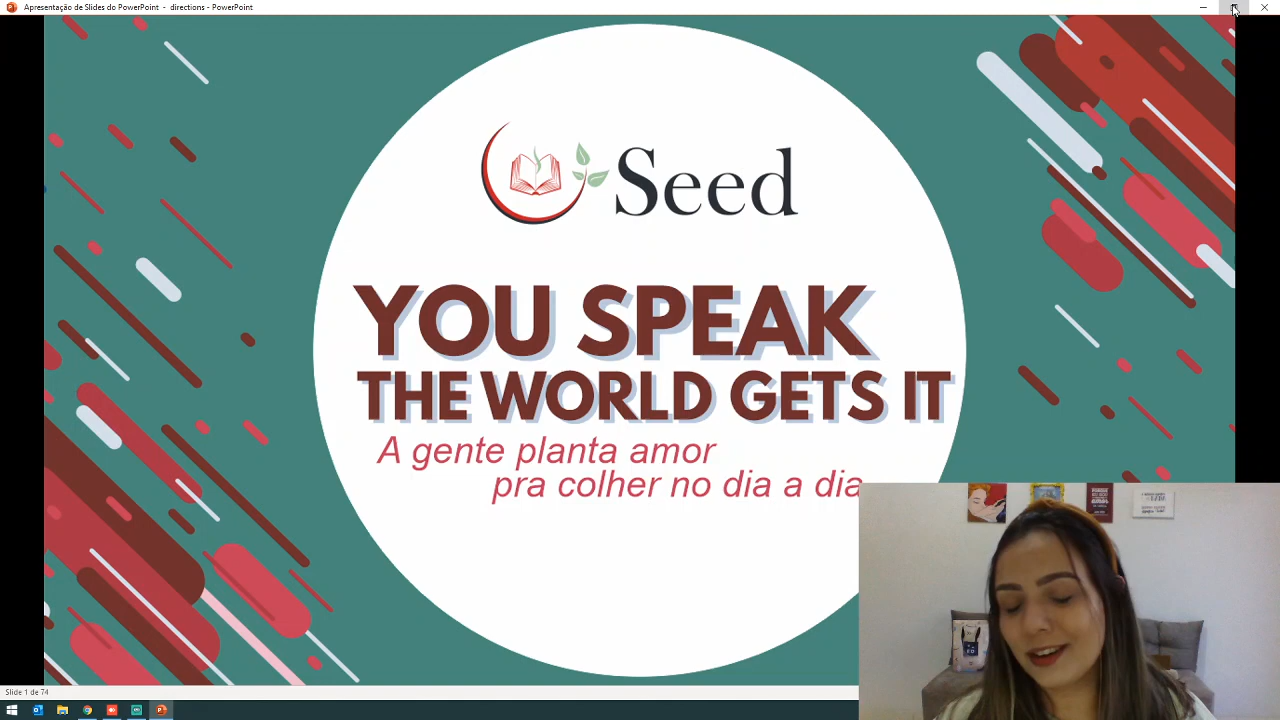 Apresentação de Slides do PowerPoint - directions - PowerPoint
Seed
YOU SPEAK
THE WORLD GETS IT
A gente planta amor
pra colher no dia a dia
Slide 1 de 74